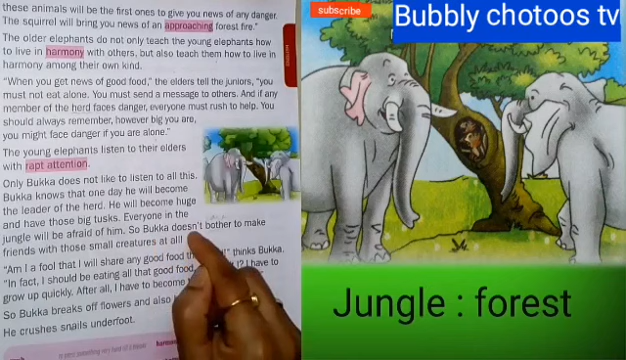 these animals will be the first ones to give you news of any danger.
The squirrel will bring you news of an approaching forest fire."
The older elephants do not only teach the young elephants how
to live in harmony with others, but also teach them how to live in
harmony among their own kind.
"When you get news of good food," the elders tell the juniors, "you
must not eat alone. You must send a message to others. And if any
member of the herd faces danger, everyone must rush to help. You
should always remember, however big you are,
you might face danger if you are alone."
The young elephants listen to their elders
with rapt attention.
Only Bukka does not like to listen to all this.
Bukka knows that one day he will become
the leader of the herd. He will become huge
and have those big tusks. Everyone in the
jungle will be afraid of him. So Bukka doesn't bother to make
friends with those small creatures at all!
"Am I a fool that I will share any good food th !" thinks Bukka.
"In fact, I should be eating all that good food, I? I have to
grow up quickly. After all, I have to become
So Bukka breaks off flowers and also
He crushes snails underfoot.
subscribe
Bubbly chotoos tv
Jungle : forest